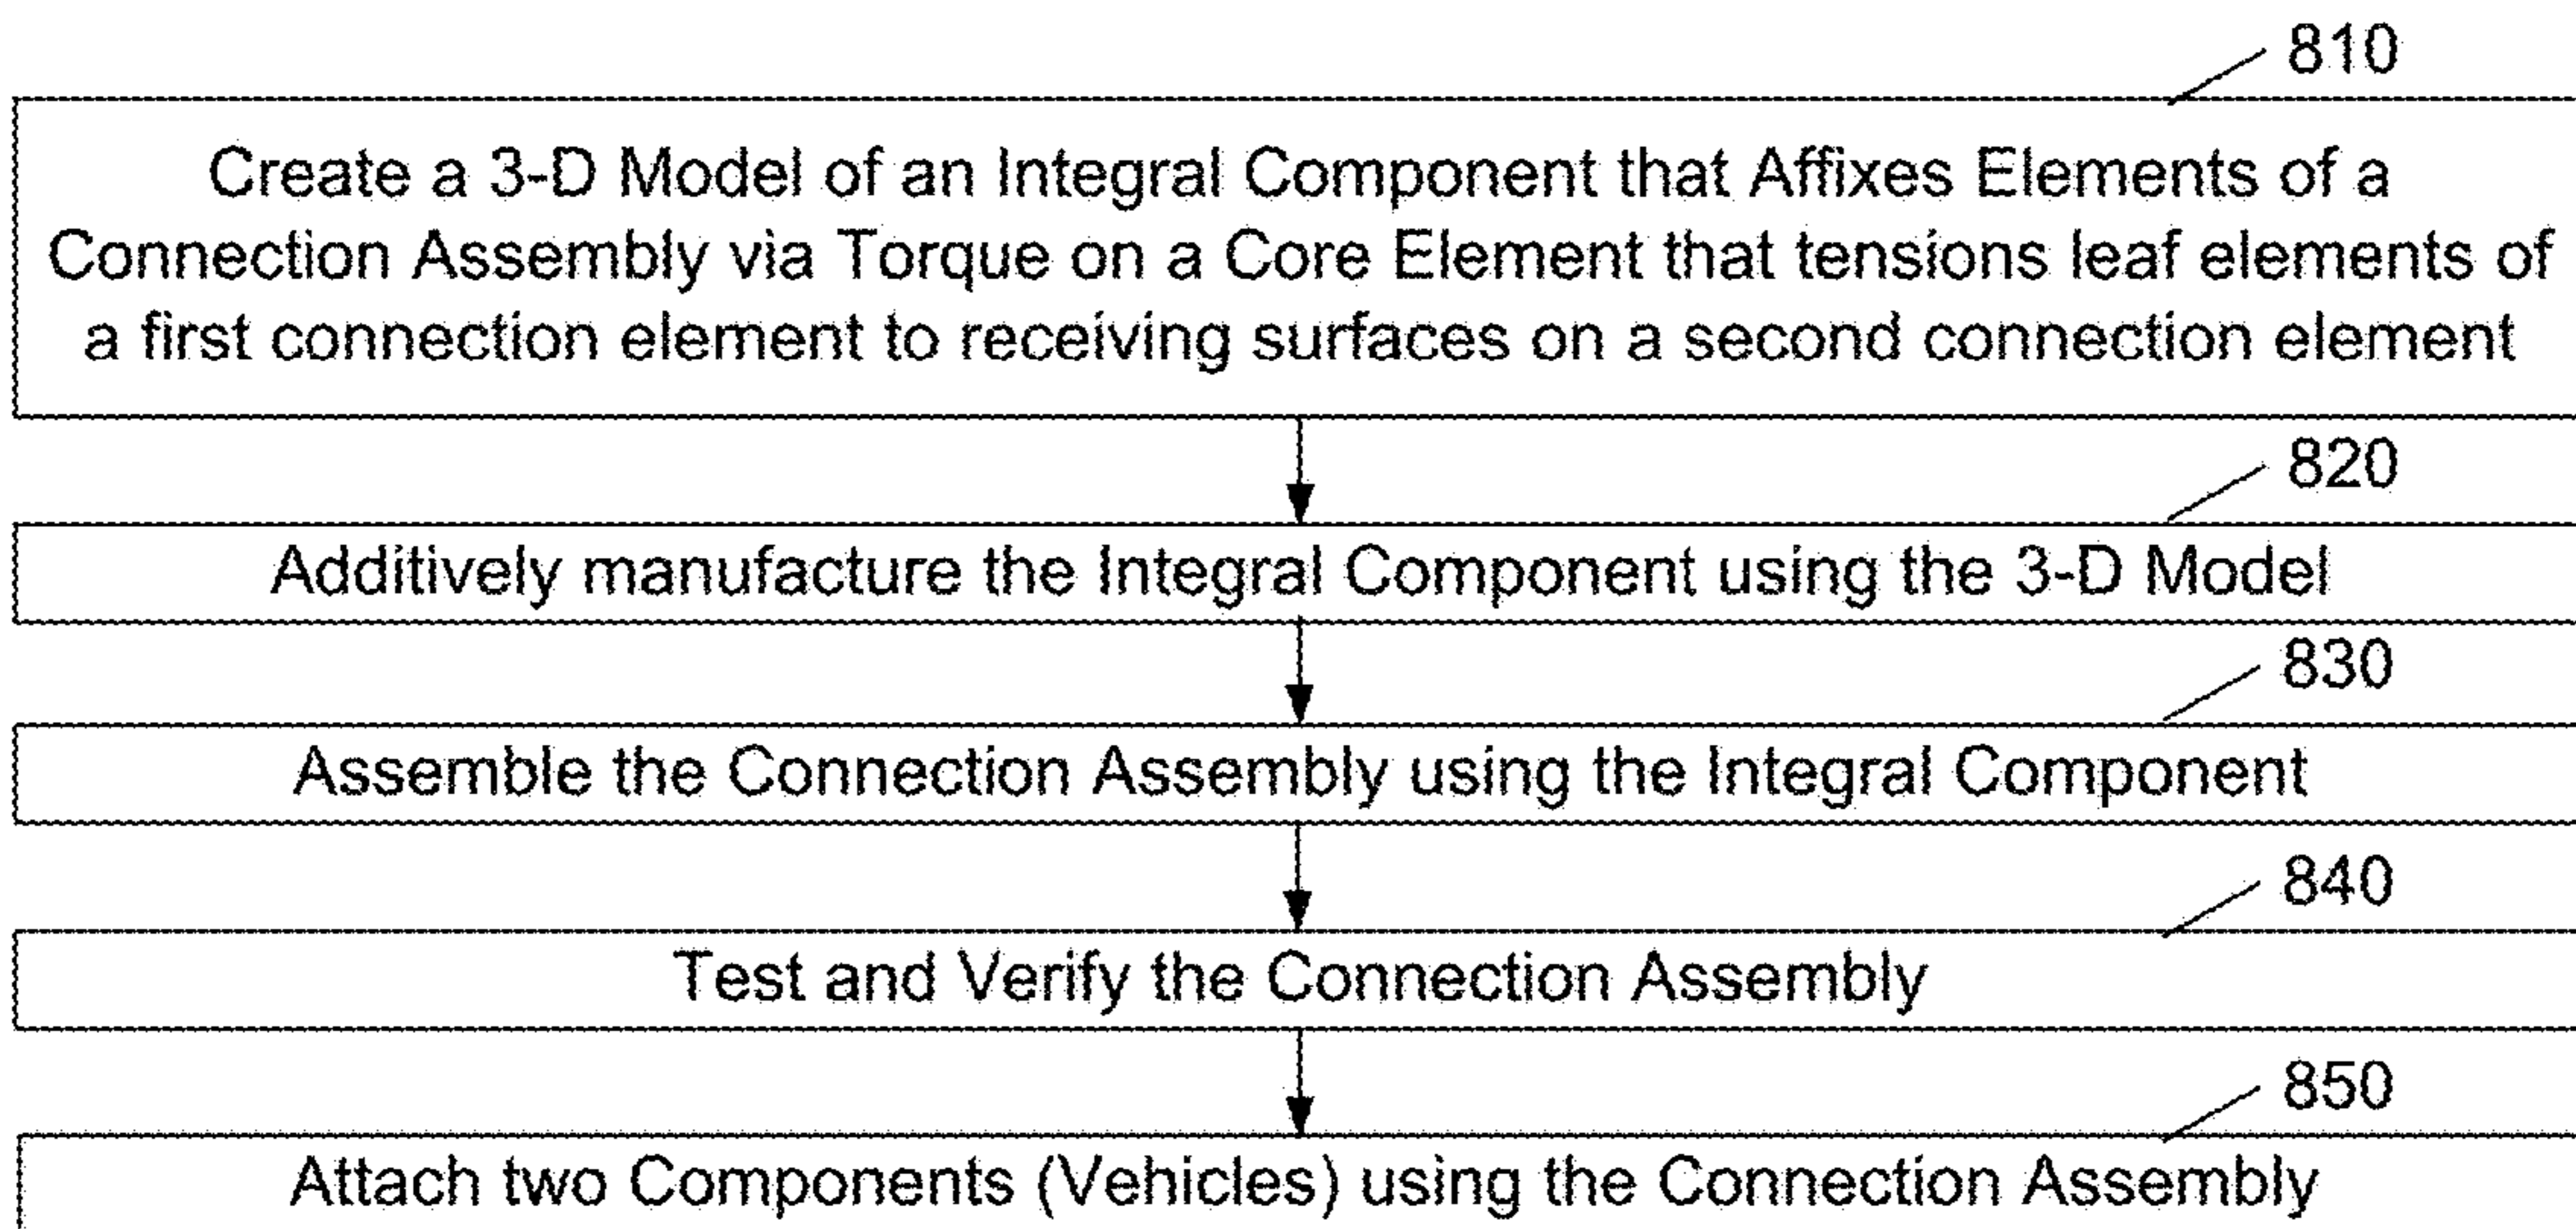 810
Create a 3-D Model of an Integral Component that Affixes Elements of a
Connection Assembly via Torque on a Core Element that tensions leaf elements of
a first connection element to receiving surfaces on a second connection element
820
Additively manufacture the Integral Component using the 3-D Model
830
Assemble the Connection Assembly using the Integral Component
840
Test and Verify the Connection Assembly
850
Attach two Components (Vehicles) using the Connection Assembly